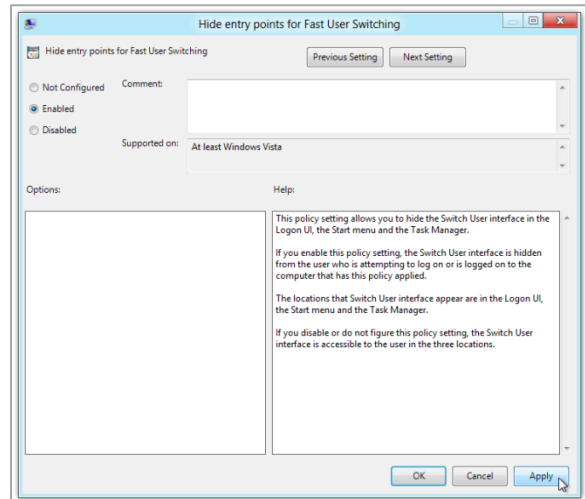 Hide entry points for Fast User Switching
Hide entry points for Fast User Switching
Previous Setting
Next Setting
Not Configured
Comment:
Enabled
Disabled
Supported on:
At least Windows Vista
Options:
Help:
This policy setting allows you to hide the Switch User interface in the
Logon UI, the Start menu and the Task Manager.
If you enable this policy setting, the Switch User interface is hidden
from the user who is attempting to log on or is logged on to the
computer that has this policy applied.
The locations that Switch User interface appear are in the Logon UI,
the Start menu and the Task Manager.
If you disable or do not figure this policy setting, the Switch User
interface is accessible to the user in the three locations.
OK
Cancel
Apply